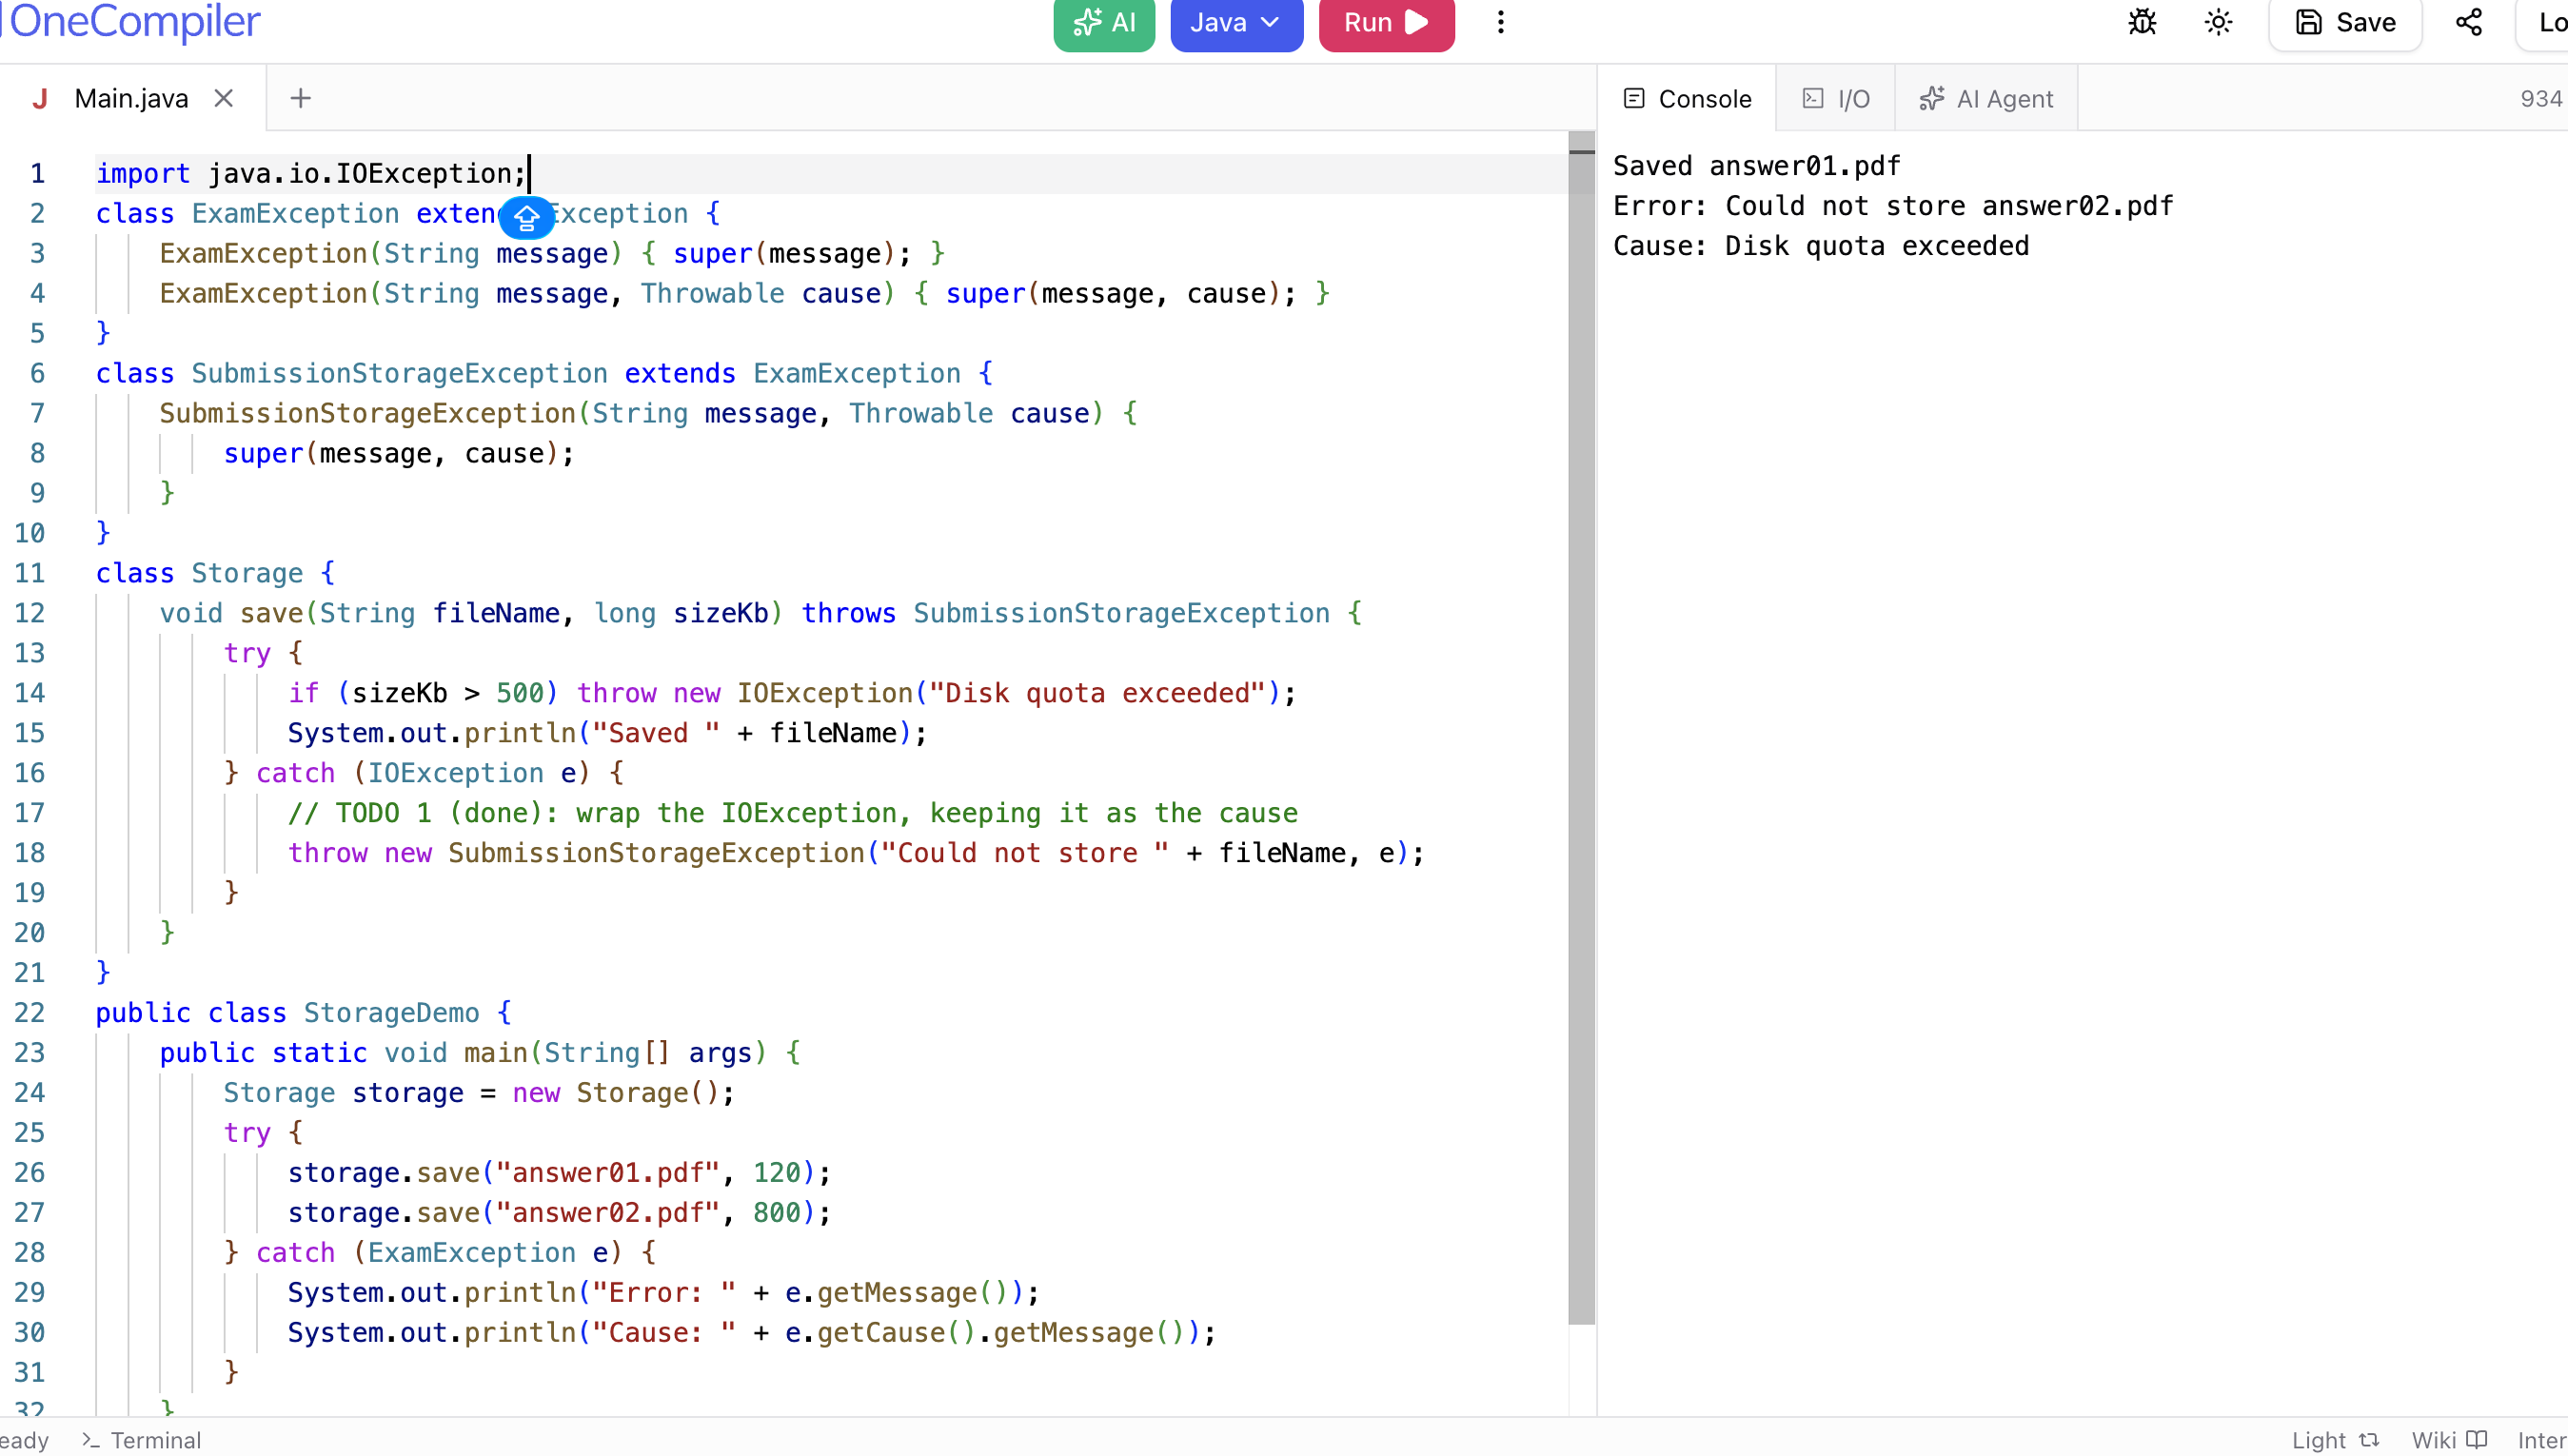 OneCompiler
AI
Java
Run
Save
Main.java
Console
I/O
AI Agent
934
1 import java.io.IOException;
2 class ExamException Exception {
3 ExamException(String message) { super(message); }
4 ExamException(String message, Throwable cause) { super(message, cause); }
5 }
6 class SubmissionStorageException extends ExamException {
7 SubmissionStorageException(String message, Throwable cause) {
8 super(message, cause);
9 }
10 }
11 class Storage {
12 void save(String fileName, long sizeKb) throws SubmissionStorageException {
13 try {
14 if (sizeKb > 500) throw new IOException("Disk quota exceeded");
15 System.out.println("Saved " + fileName);
16 } catch (IOException e) {
17 // TODO 1 (done): wrap the IOException, keeping it as the cause
18 throw new SubmissionStorageException("Could not store " + fileName, e);
19 }
20 }
21 }
22 public class StorageDemo {
23 public static void main(String[] args) {
24 Storage storage = new Storage();
25 try {
26 storage.save("answer01.pdf", 120);
27 storage.save("answer02.pdf", 800);
28 } catch (ExamException e) {
29 System.out.println("Error: " + e.getMessage());
30 System.out.println("Cause: " + e.getCause().getMessage());
31 }
32 }
Saved answer01.pdf
Error: Could not store answer02.pdf
Cause: Disk quota exceeded
Terminal
Light
Wiki